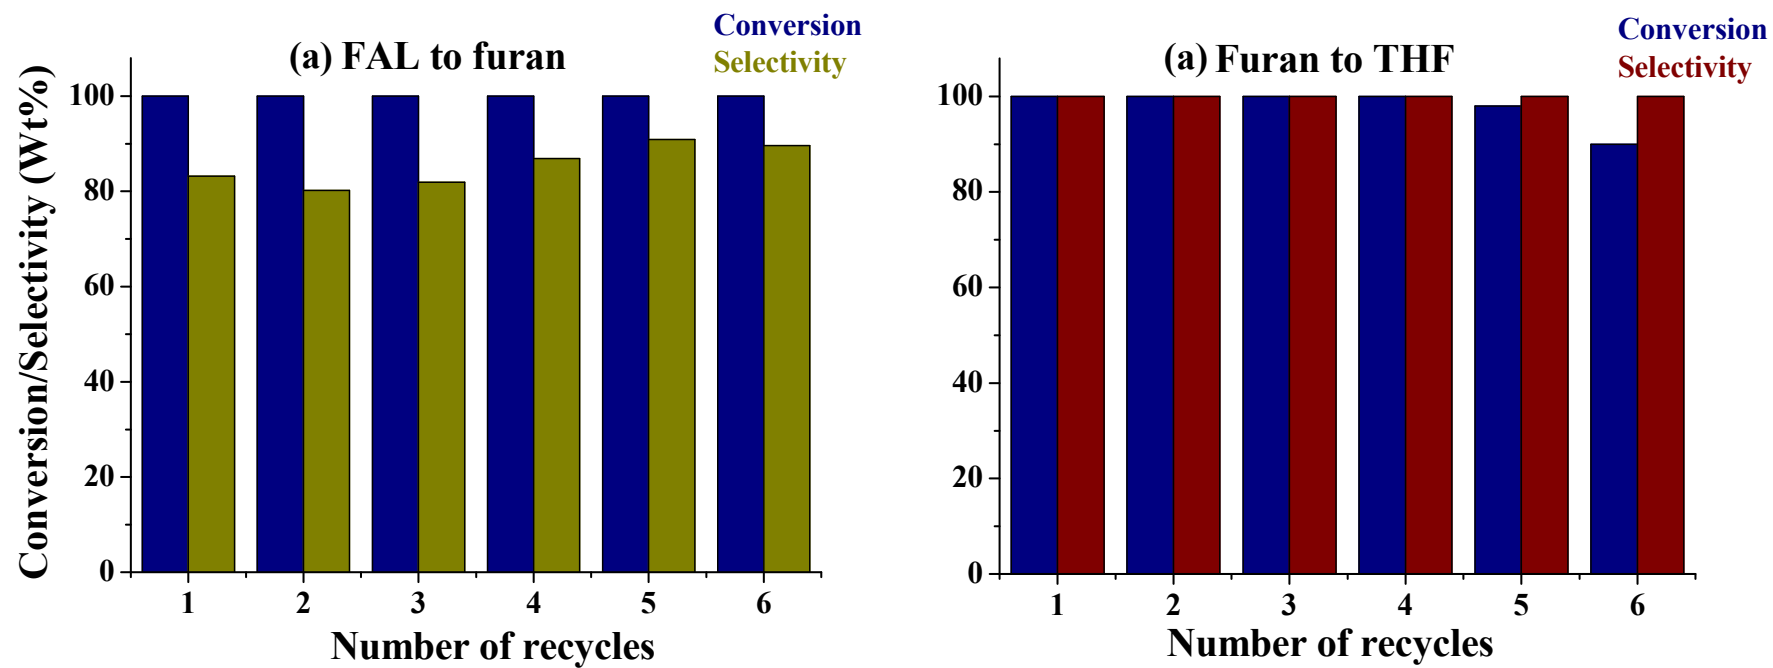 (a) FAL to furan
Conversion
Selectivity
Conversion/Selectivity (Wt%)
100
80
60
40
20
0
1 2 3 4 5 6
Number of recycles
(a) Furan to THF
Conversion
Selectivity
100
80
60
40
20
0
1 2 3 4 5 6
Number of recycles